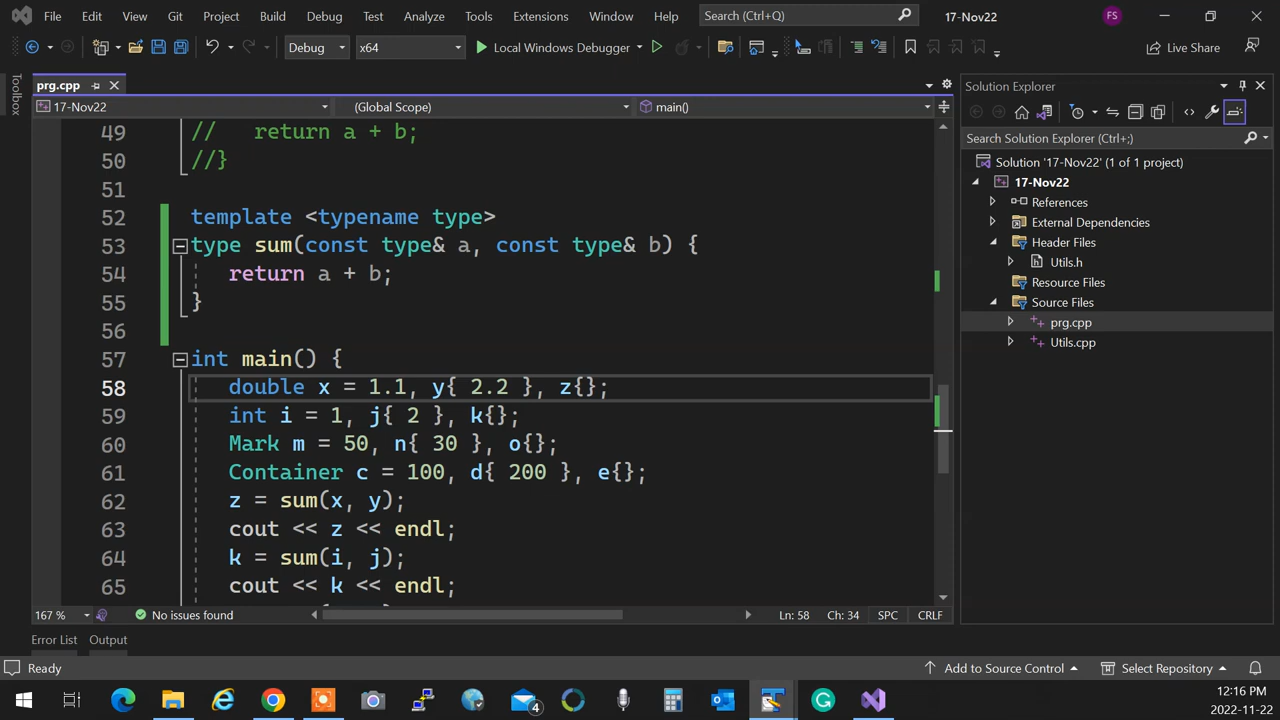 File Edit View Git Project Build Debug Test Analyze Tools Extensions Window Help Search (Ctrl+Q) 17-Nov22 FS
Debug x64 Local Windows Debugger Live Share
Toolbox
prg.cpp
17-Nov22 (Global Scope) main()
49 // return a + b;
50 //}
51
52 template <typename type>
53 type sum(const type& a, const type& b) {
54 return a + b;
55 }
56
57 int main() {
58 double x = 1.1, y{ 2.2 }, z{};
59 int i = 1, j{ 2 }, k{};
60 Mark m = 50, n{ 30 }, o{};
61 Container c = 100, d{ 200 }, e{};
62 z = sum(x, y);
63 cout << z << endl;
64 k = sum(i, j);
65 cout << k << endl;
167 % No issues found Ln: 58 Ch: 34 SPC CRLF
Solution Explorer
Search Solution Explorer (Ctrl+;)
Solution '17-Nov22' (1 of 1 project)
17-Nov22
References
External Dependencies
Header Files
Utils.h
Resource Files
Source Files
prg.cpp
Utils.cpp
Error List Output
Ready Add to Source Control Select Repository
4
12:16 PM
2022-11-22